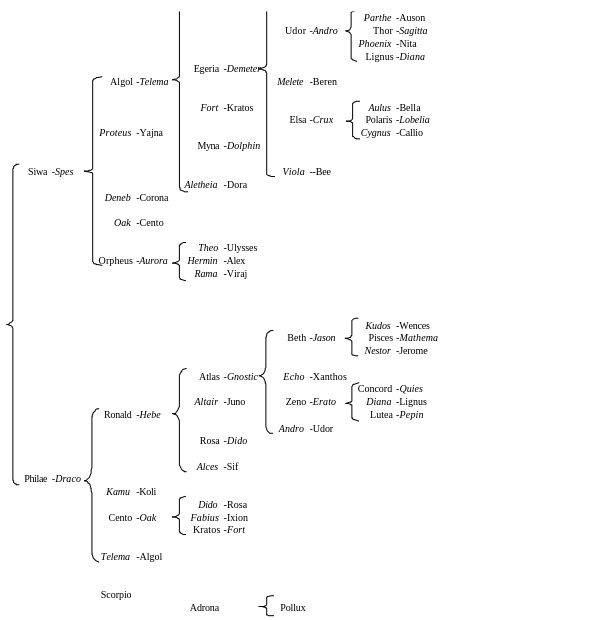 Parthe -Auson
Thor -Sagitta
Udor -Andro
Phoenix -Nita
Lignus -Diana
Egeria -Demeter
Algol -Telema
Melete -Beren
Fort -Kratos
Aulus -Bella
Elsa -Crux
Polaris -Lobelia
Proteus -Yajna
Cygnus -Callio
Myna -Dolphin
Siwa -Spes
Viola --Bee
Aletheia -Dora
Deneb -Corona
Oak -Cento
Theo -Ulysses
Orpheus -Aurora
Hermin -Alex
Rama -Viraj
Kudos -Wences
Beth -Jason
Pisces -Mathema
Nestor -Jerome
Atlas -Gnostic
Echo -Xanthos
Concord -Quies
Altair -Juno
Zeno -Erato
Diana -Lignus
Ronald -Hebe
Lutea -Pepin
Andro -Udor
Rosa -Dido
Alces -Sif
Philae -Draco
Kamu -Koli
Dido -Rosa
Cento -Oak
Fabius -Ixion
Kratos -Fort
Telema -Algol
Scorpio
Adrona
Pollux